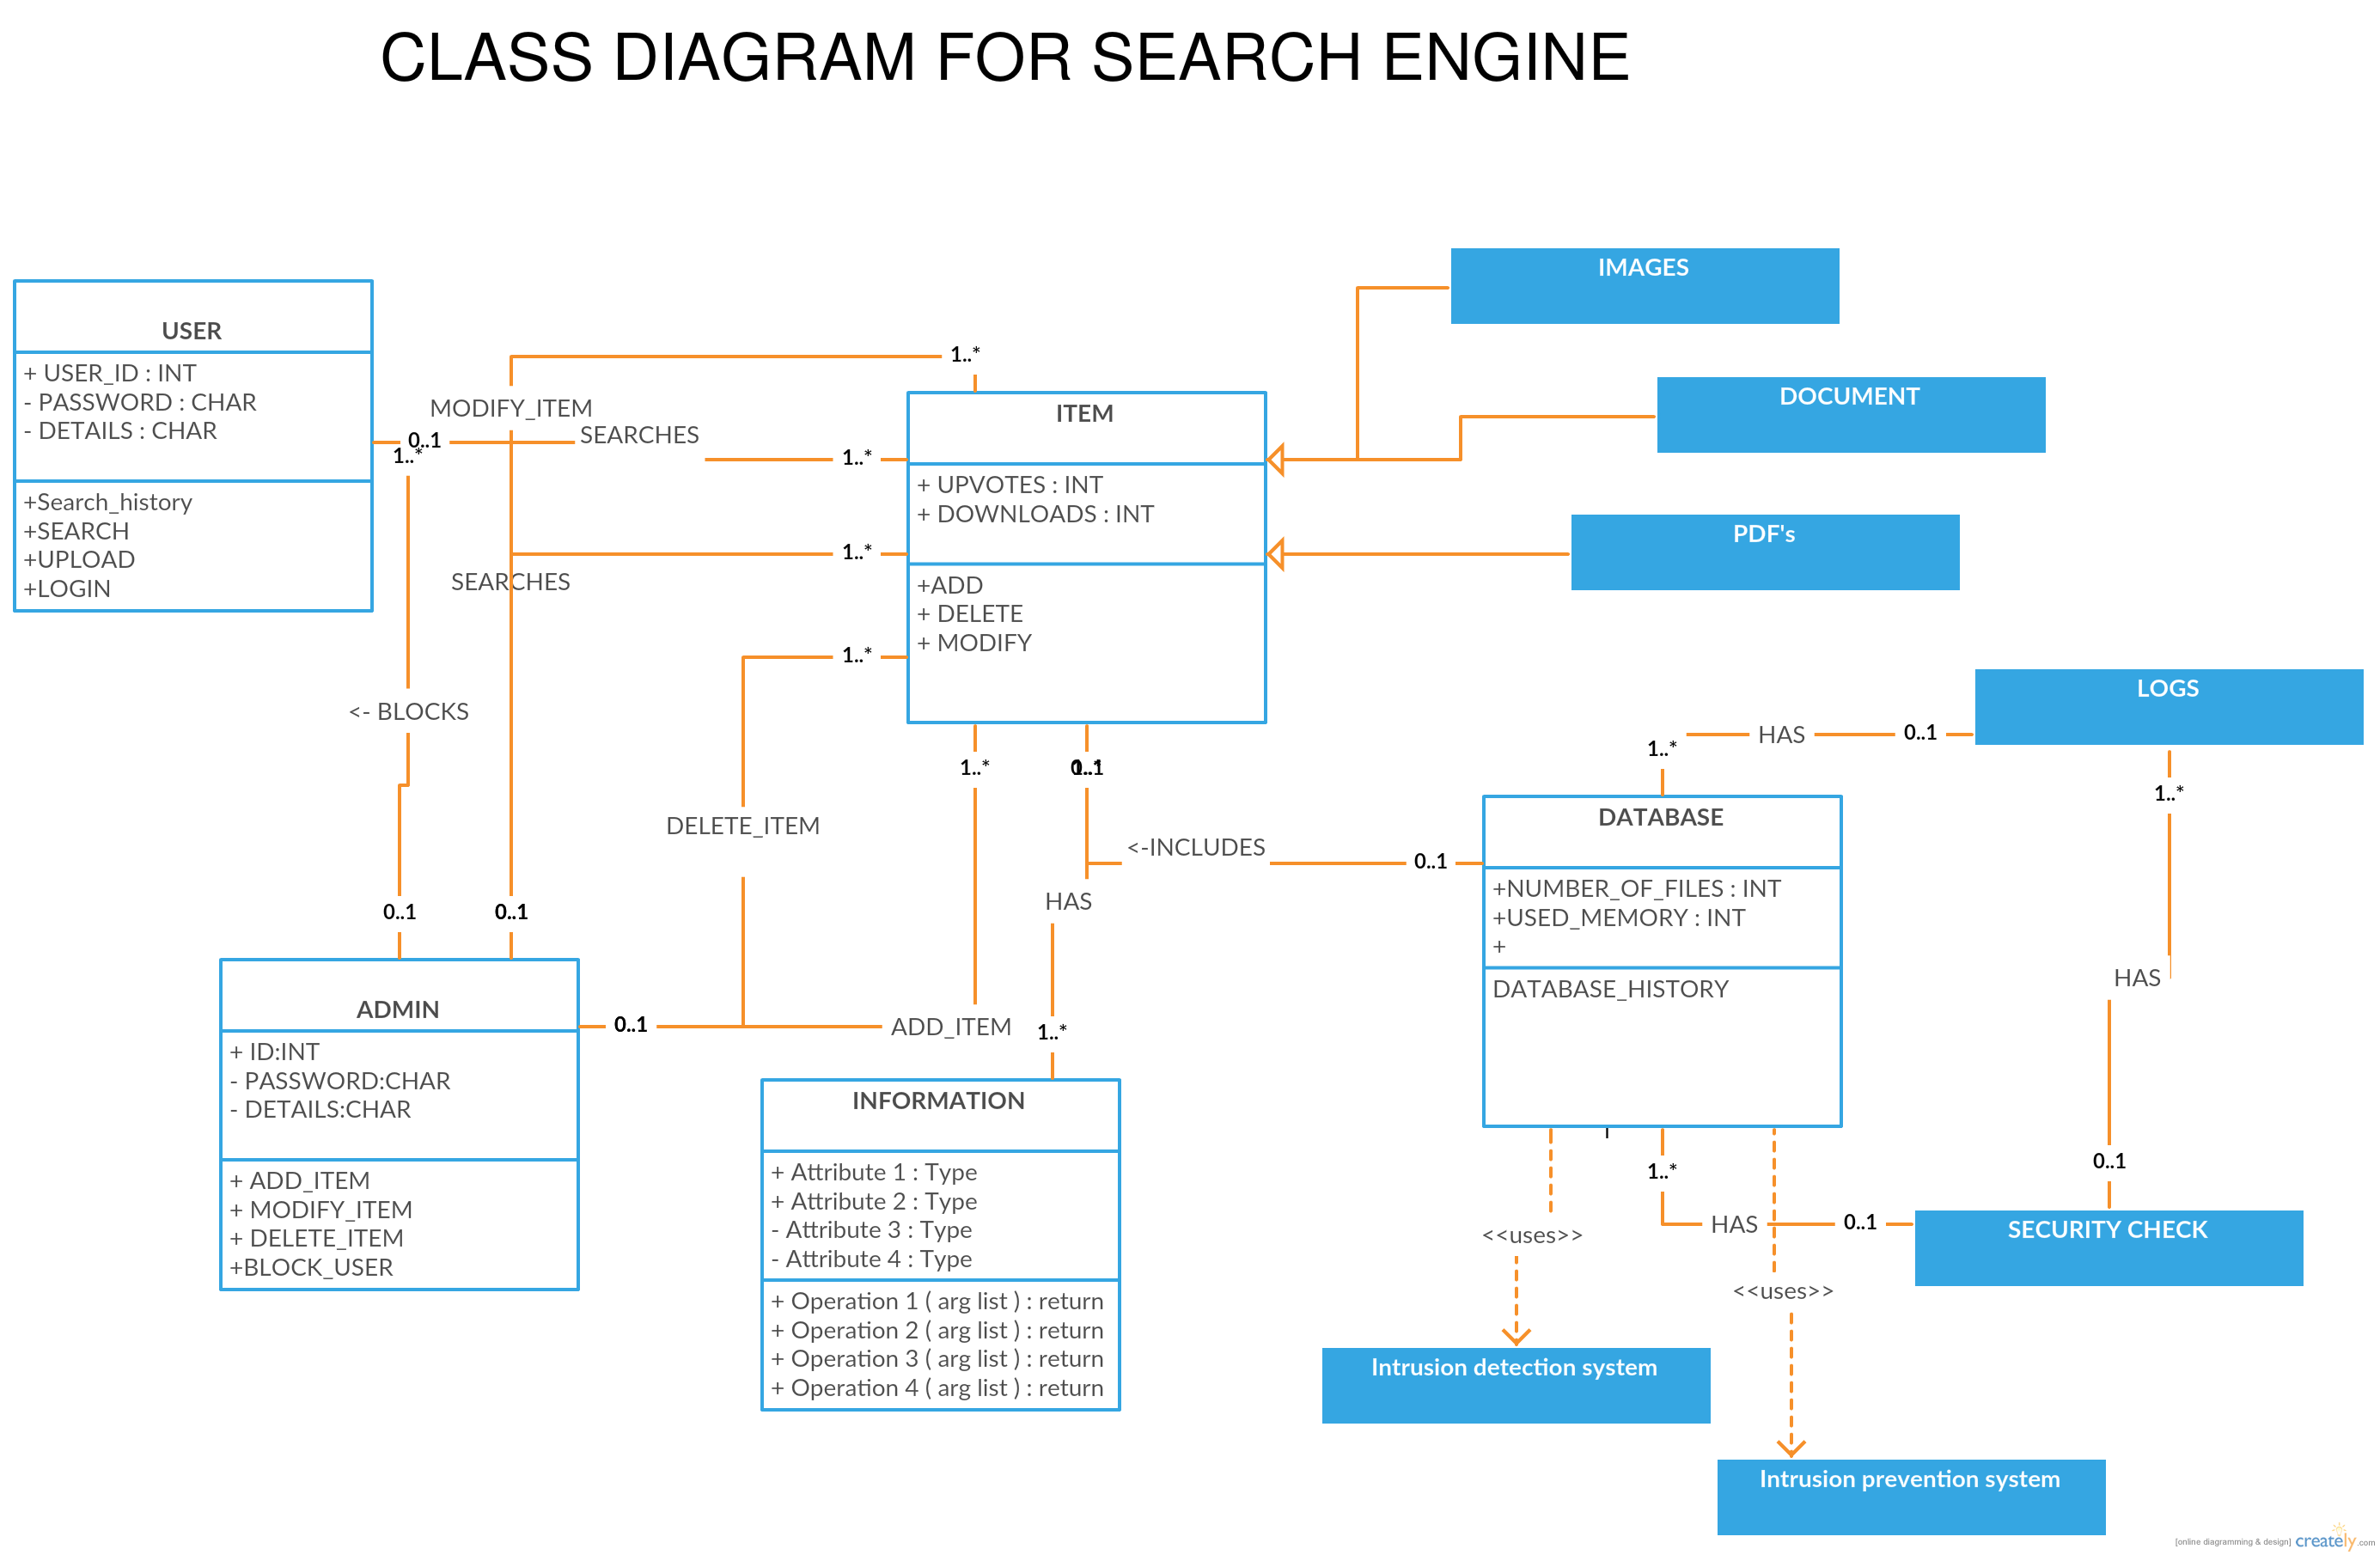 CLASS DIAGRAM FOR SEARCH ENGINE
IMAGES
DOCUMENT
PDF's
USER
+ USER_ID : INT
- PASSWORD : CHAR
- DETAILS : CHAR
+Search_history
+SEARCH
+UPLOAD
+LOGIN
0..1
1..*
MODIFY_ITEM
SEARCHES
1..*
1..*
SEARCHES
1..*
1..*
ITEM
+ UPVOTES : INT
+ DOWNLOADS : INT
+ADD
+ DELETE
+ MODIFY
<- BLOCKS
0..1
0..1
DELETE_ITEM
1..*
0..1
<-INCLUDES
0..1
HAS
1..*
ADMIN
+ ID:INT
- PASSWORD:CHAR
- DETAILS:CHAR
+ ADD_ITEM
+ MODIFY_ITEM
+ DELETE_ITEM
+BLOCK_USER
0..1
ADD_ITEM
INFORMATION
+ Attribute 1 : Type
+ Attribute 2 : Type
- Attribute 3 : Type
- Attribute 4 : Type
+ Operation 1 ( arg list ) : return
+ Operation 2 ( arg list ) : return
+ Operation 3 ( arg list ) : return
+ Operation 4 ( arg list ) : return
LOGS
1..*
HAS
0..1
DATABASE
+NUMBER_OF_FILES : INT
+USED_MEMORY : INT
+
DATABASE_HISTORY
1..*
HAS
0..1
1..*
HAS
0..1
SECURITY CHECK
<<uses>>
<<uses>>
Intrusion detection system
Intrusion prevention system
[online diagramming & design] creately.com